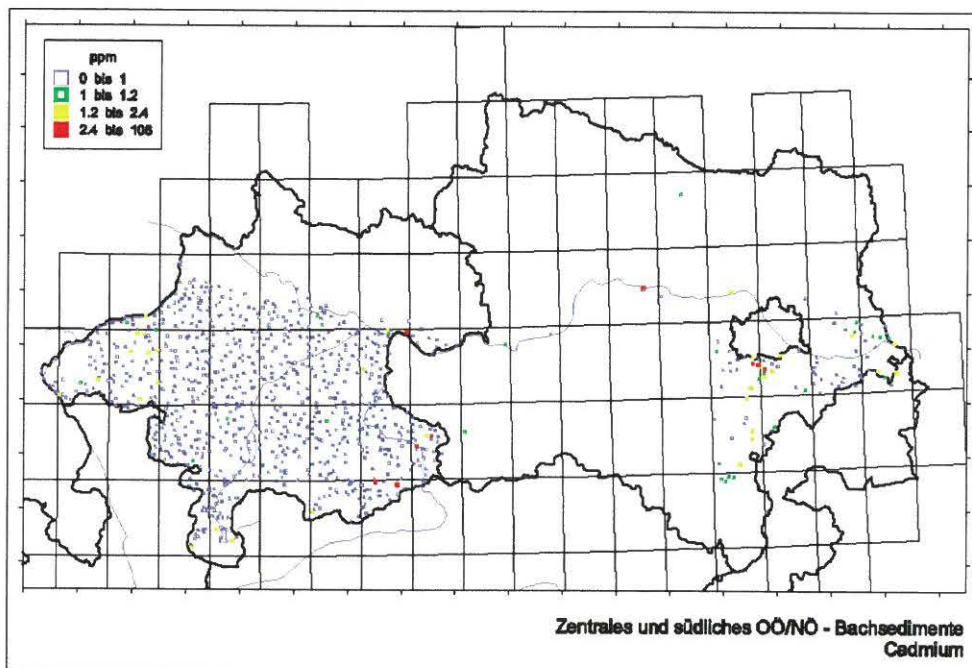 ppm
0 bis 1
1 bis 1.2
1.2 bis 2.4
2.4 bis 106
Zentrales und südliches OÖ/NÖ - Bachsedimente
Cadmium